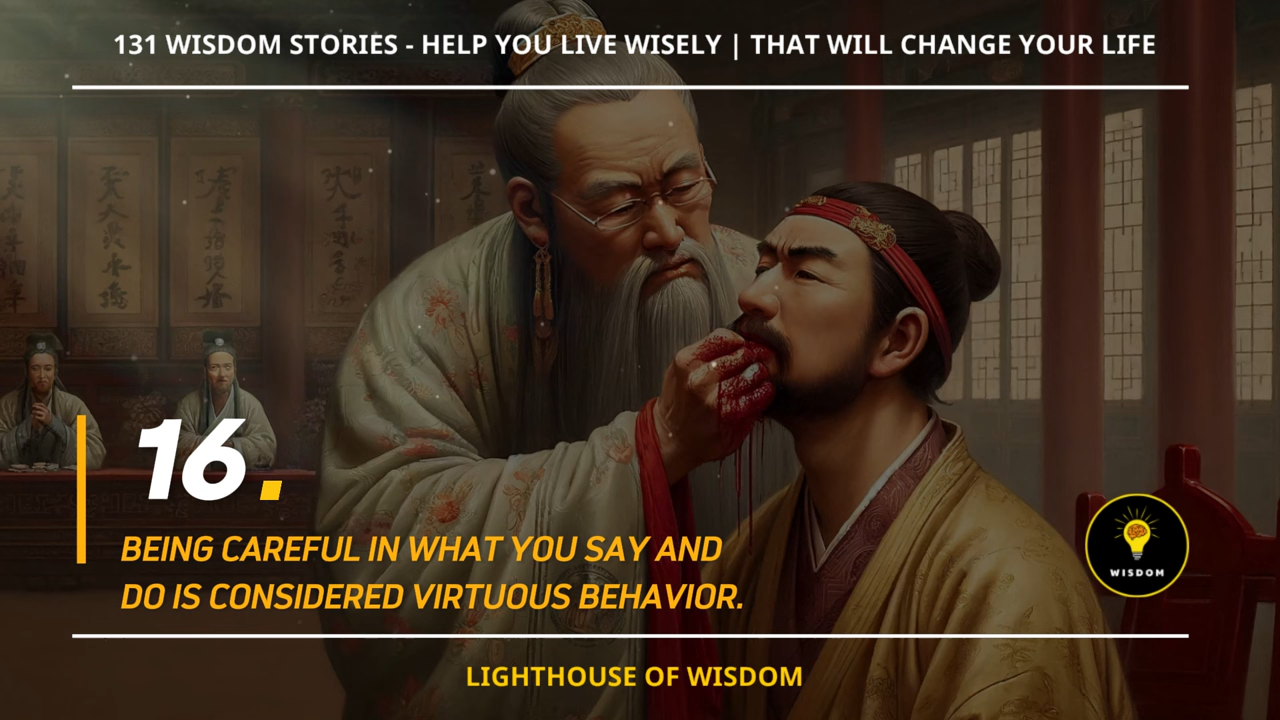 131 WISDOM STORIES - HELP YOU LIVE WISELY | THAT WILL CHANGE YOUR LIFE
16.
BEING CAREFUL IN WHAT YOU SAY AND
DO IS CONSIDERED VIRTUOUS BEHAVIOR.
WISDOM
LIGHTHOUSE OF WISDOM